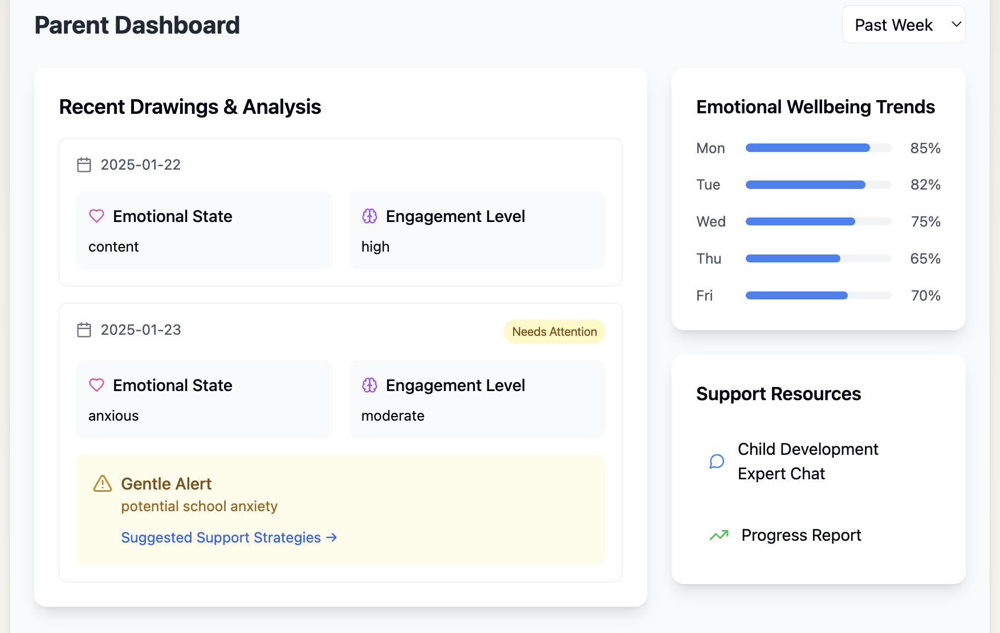 Parent Dashboard
Past Week
Recent Drawings & Analysis
2025-01-22
Emotional State
content
Engagement Level
high
2025-01-23
Needs Attention
Emotional State
anxious
Engagement Level
moderate
Gentle Alert
potential school anxiety
Suggested Support Strategies →
Emotional Wellbeing Trends
Mon 85%
Tue 82%
Wed 75%
Thu 65%
Fri 70%
Support Resources
Child Development
Expert Chat
Progress Report